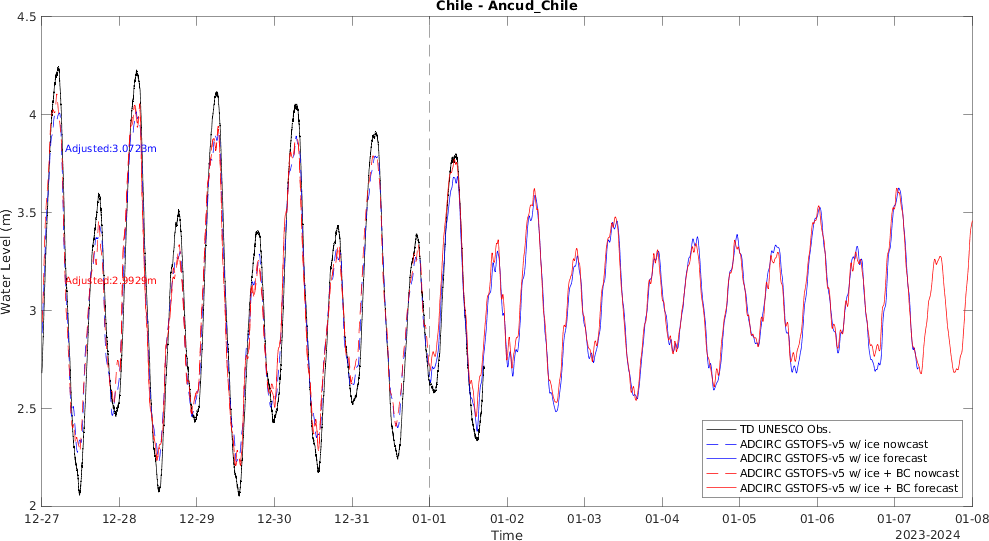 Chile - Ancud_Chile
4.5
4
3.5
3
2.5
2
Water Level (m)
Adjusted:3.0723m
Adjusted:2.9929m
TD UNESCO Obs.
ADCIRC GSTOFS-v5 w/ ice nowcast
ADCIRC GSTOFS-v5 w/ ice forecast
ADCIRC GSTOFS-v5 w/ ice + BC nowcast
ADCIRC GSTOFS-v5 w/ ice + BC forecast
12-27 12-28 12-29 12-30 12-31 01-01 01-02 01-03 01-04 01-05 01-06 01-07 01-08
Time
2023-2024